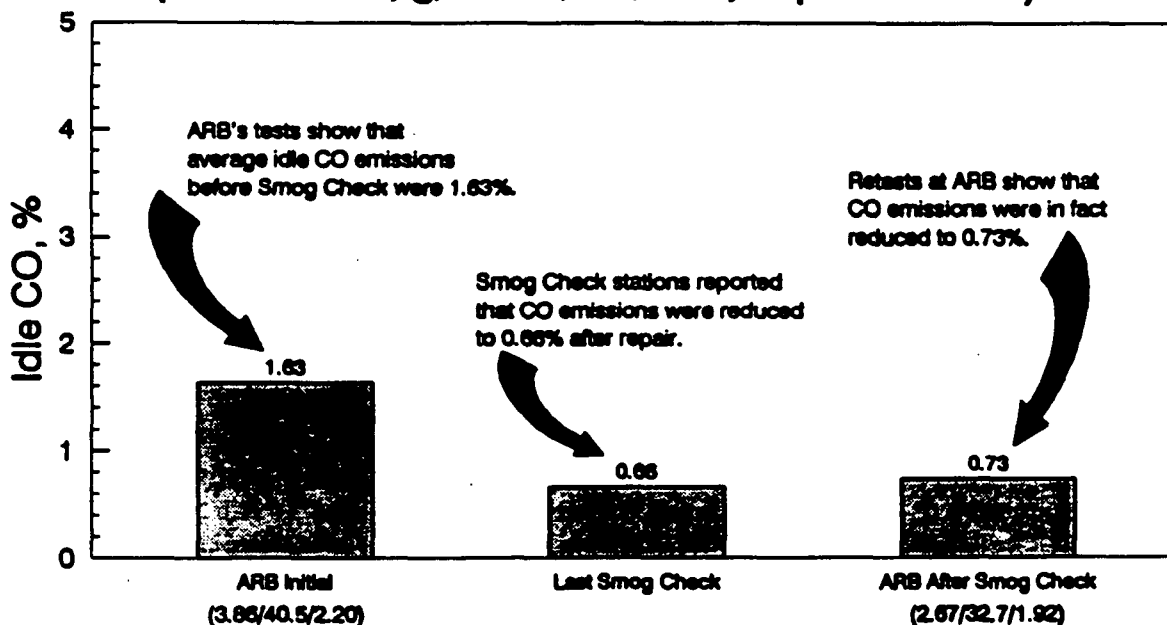 5
4
3
2
1
0
Idle CO, %
ARB's tests show that
average idle CO emissions
before Smog Check were 1.63%.
Smog Check stations reported
that CO emissions were reduced
to 0.66% after repair.
Retests at ARB show that
CO emissions were in fact
reduced to 0.73%.
1.63
0.66
0.73
ARB Initial
(3.86/40.5/2.20)
Last Smog Check
ARB After Smog Check
(2.67/32.7/1.92)